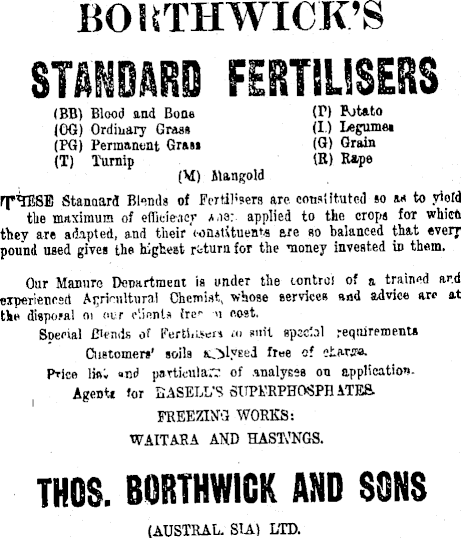 BORTHWICK'S
STANDARD FERTILISERS
(BB) Blood and Bone (P) Potato
(OG) Ordinary Grass (L) Legumes
(PG) Permanent Grass (G) Grain
(T) Turnip (R) Rape
(M) Mangold
THESE Standard Blends of Fertilisers are constituted so as to yield
the maximum of efficiency when applied to the crops for which
they are adapted, and their constituents are so balanced that every
pound used gives the highest return for the money invested in them.
Our Manure Department is under the control of a trained and
experienced Agricultural Chemist, whose services and advice are at
the disposal of our clients free of cost.
Special Blends of Fertilisers to suit special requirements
Customers' soils analysed free of charge.
Price list and particulars of analyses on application.
Agents for EASELL'S SUPERPHOSPHATES.
FREEZING WORKS:
WAITARA AND HASTINGS.
THOS. BORTHWICK AND SONS
(AUSTRALASIA) LTD.